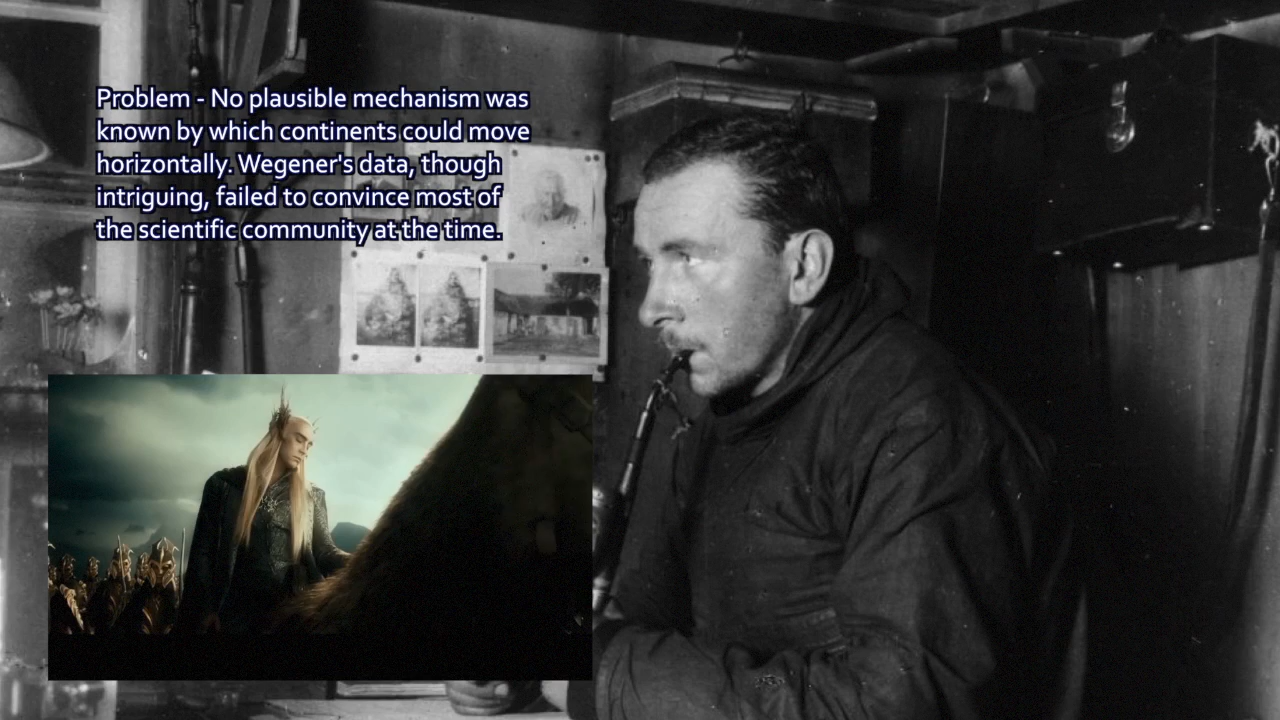 Problem - No plausible mechanism was
known by which continents could move
horizontally. Wegener's data, though
intriguing, failed to convince most of
the scientific community at the time.